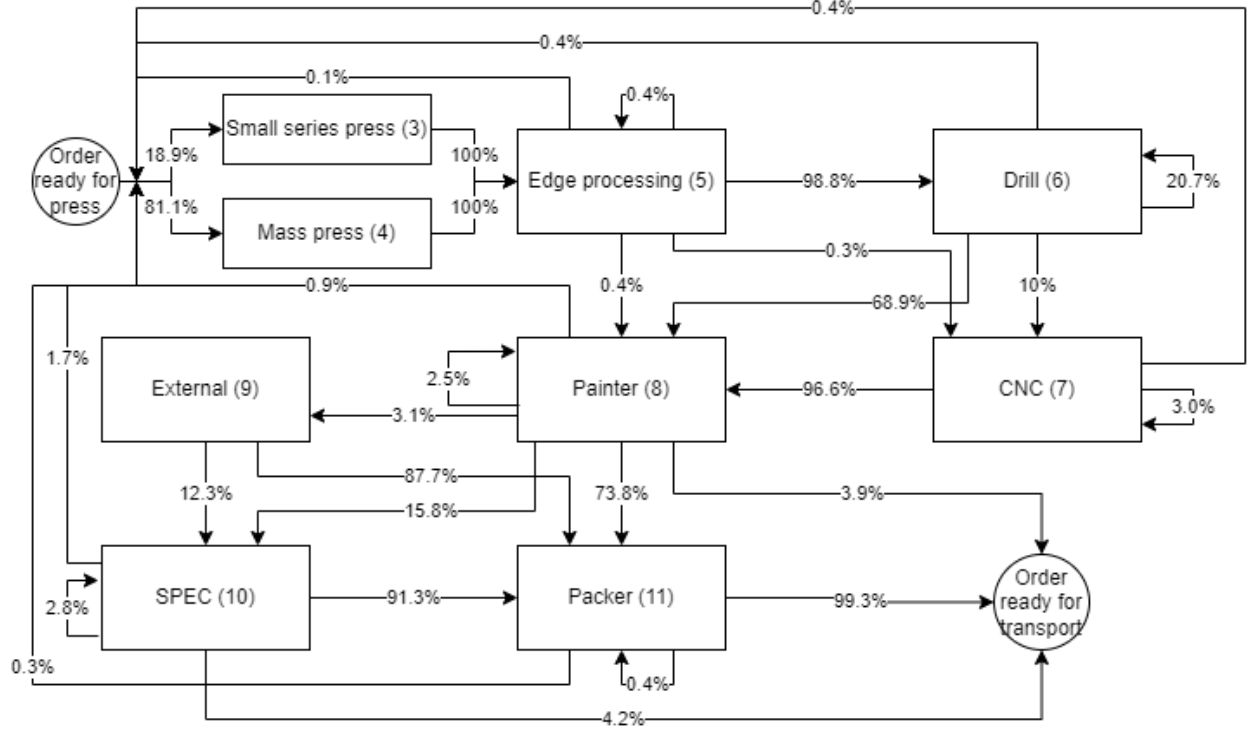 0.4%
0.4%
0.1%
0.4%
Small series press (3)
Order
ready for
press
18.9%
100%
Edge processing (5)
98.8%
Drill (6)
20.7%
81.1%
100%
Mass press (4)
0.3%
0.9%
0.4%
10%
68.9%
1.7%
External (9)
2.5%
Painter (8)
96.6%
CNC (7)
3.0%
3.1%
87.7%
12.3%
73.8%
3.9%
15.8%
SPEC (10)
91.3%
Packer (11)
99.3%
Order
ready for
transport
2.8%
0.3%
0.4%
4.2%